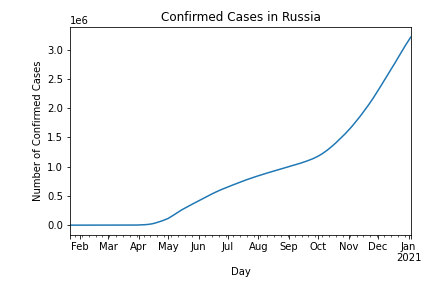 Confirmed Cases in Russia
1e6
3.0
2.5
2.0
1.5
1.0
0.5
0.0
Number of Confirmed Cases
Feb Mar Apr May Jun Jul Aug Sep Oct Nov Dec Jan
2021
Day